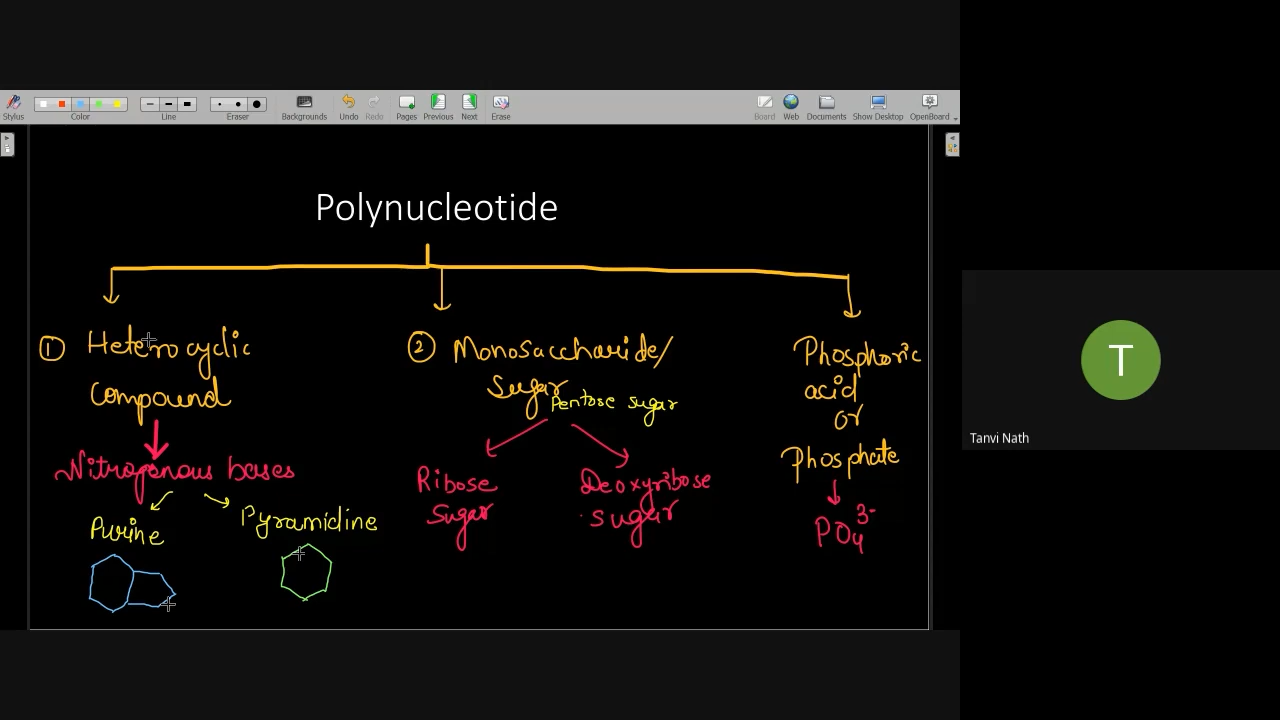 Stylus
Color
Line
Eraser
Backgrounds
Undo
Redo
Pages
Previous
Next
Erase
Board
Web
Documents
Show Desktop
OpenBoard
Polynucleotide
① Heterocyclic
compound
Nitrogenous bases
Purine
Pyramidine
② Monosaccharide/
Sugar
Pentose sugar
Ribose
Sugar
Deoxyribose
sugar
Phosphoric
acid
or
Phosphate
PO₄³⁻
T
Tanvi Nath